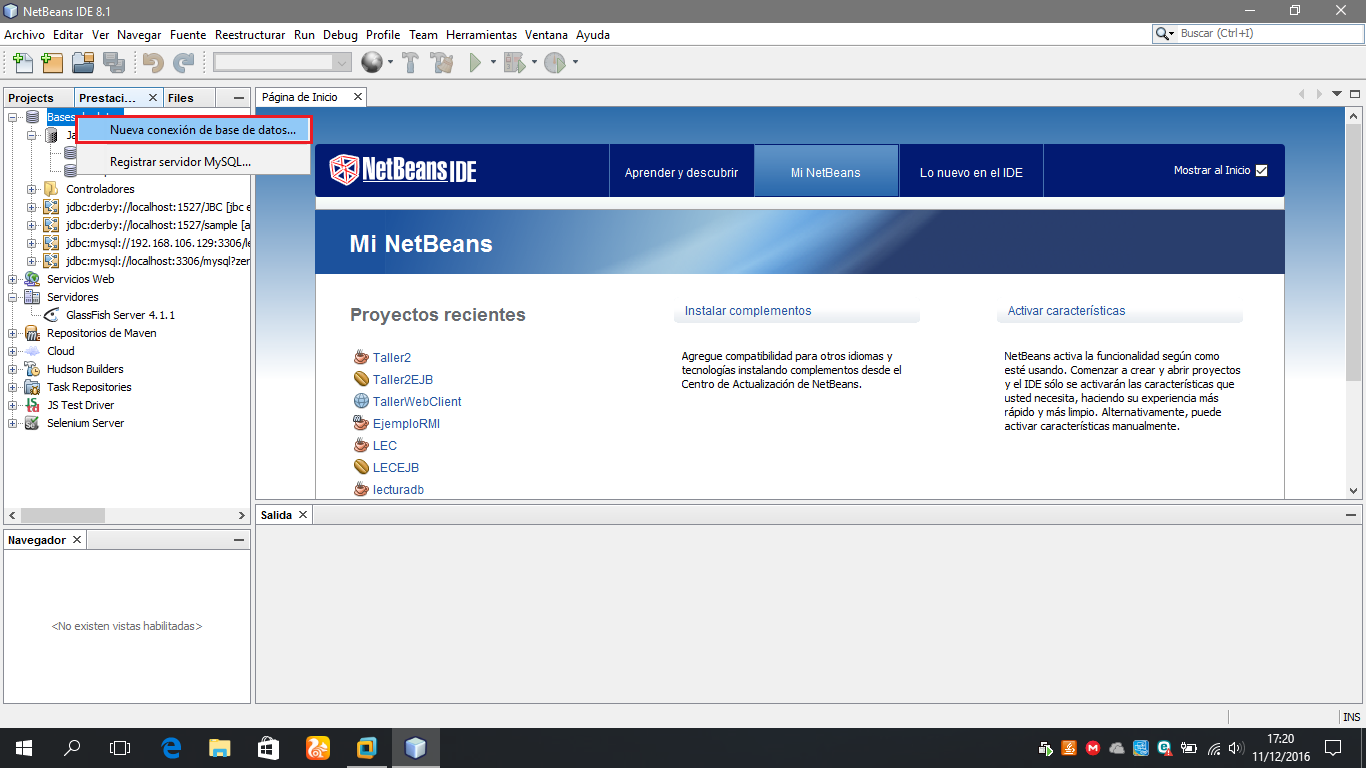 NetBeans IDE 8.1
Archivo Editar Ver Navegar Fuente Reestructurar Run Debug Profile Team Herramientas Ventana Ayuda
Buscar (Ctrl+I)
Projects Prestaci... Files
Página de Inicio
Bases
Nueva conexión de base de datos...
Registrar servidor MySQL...
Controladores
jdbc:derby://localhost:1527/JBC [jbc e
jdbc:derby://localhost:1527/sample [a
jdbc:mysql://192.168.106.129:3306/le
jdbc:mysql://localhost:3306/mysql?zer
Servicios Web
Servidores
GlassFish Server 4.1.1
Repositorios de Maven
Cloud
Hudson Builders
Task Repositories
JS Test Driver
Selenium Server
NetBeans IDE
Aprender y descubrir
Mi NetBeans
Lo nuevo en el IDE
Mostrar al Inicio
Mi NetBeans
Proyectos recientes
Taller2
Taller2EJB
TallerWebClient
EjemploRMI
LEC
LECEJB
lecturadb
Instalar complementos
Agregue compatibilidad para otros idiomas y
tecnologías instalando complementos desde el
Centro de Actualización de NetBeans.
Activar características
NetBeans activa la funcionalidad según como
esté usando. Comenzar a crear y abrir proyectos
y el IDE sólo se activarán las características que
usted necesita, haciendo su experiencia más
rápido y más limpio. Alternativamente, puede
activar características manualmente.
Salida
Navegador
<No existen vistas habilitadas>
INS
17:20
11/12/2016